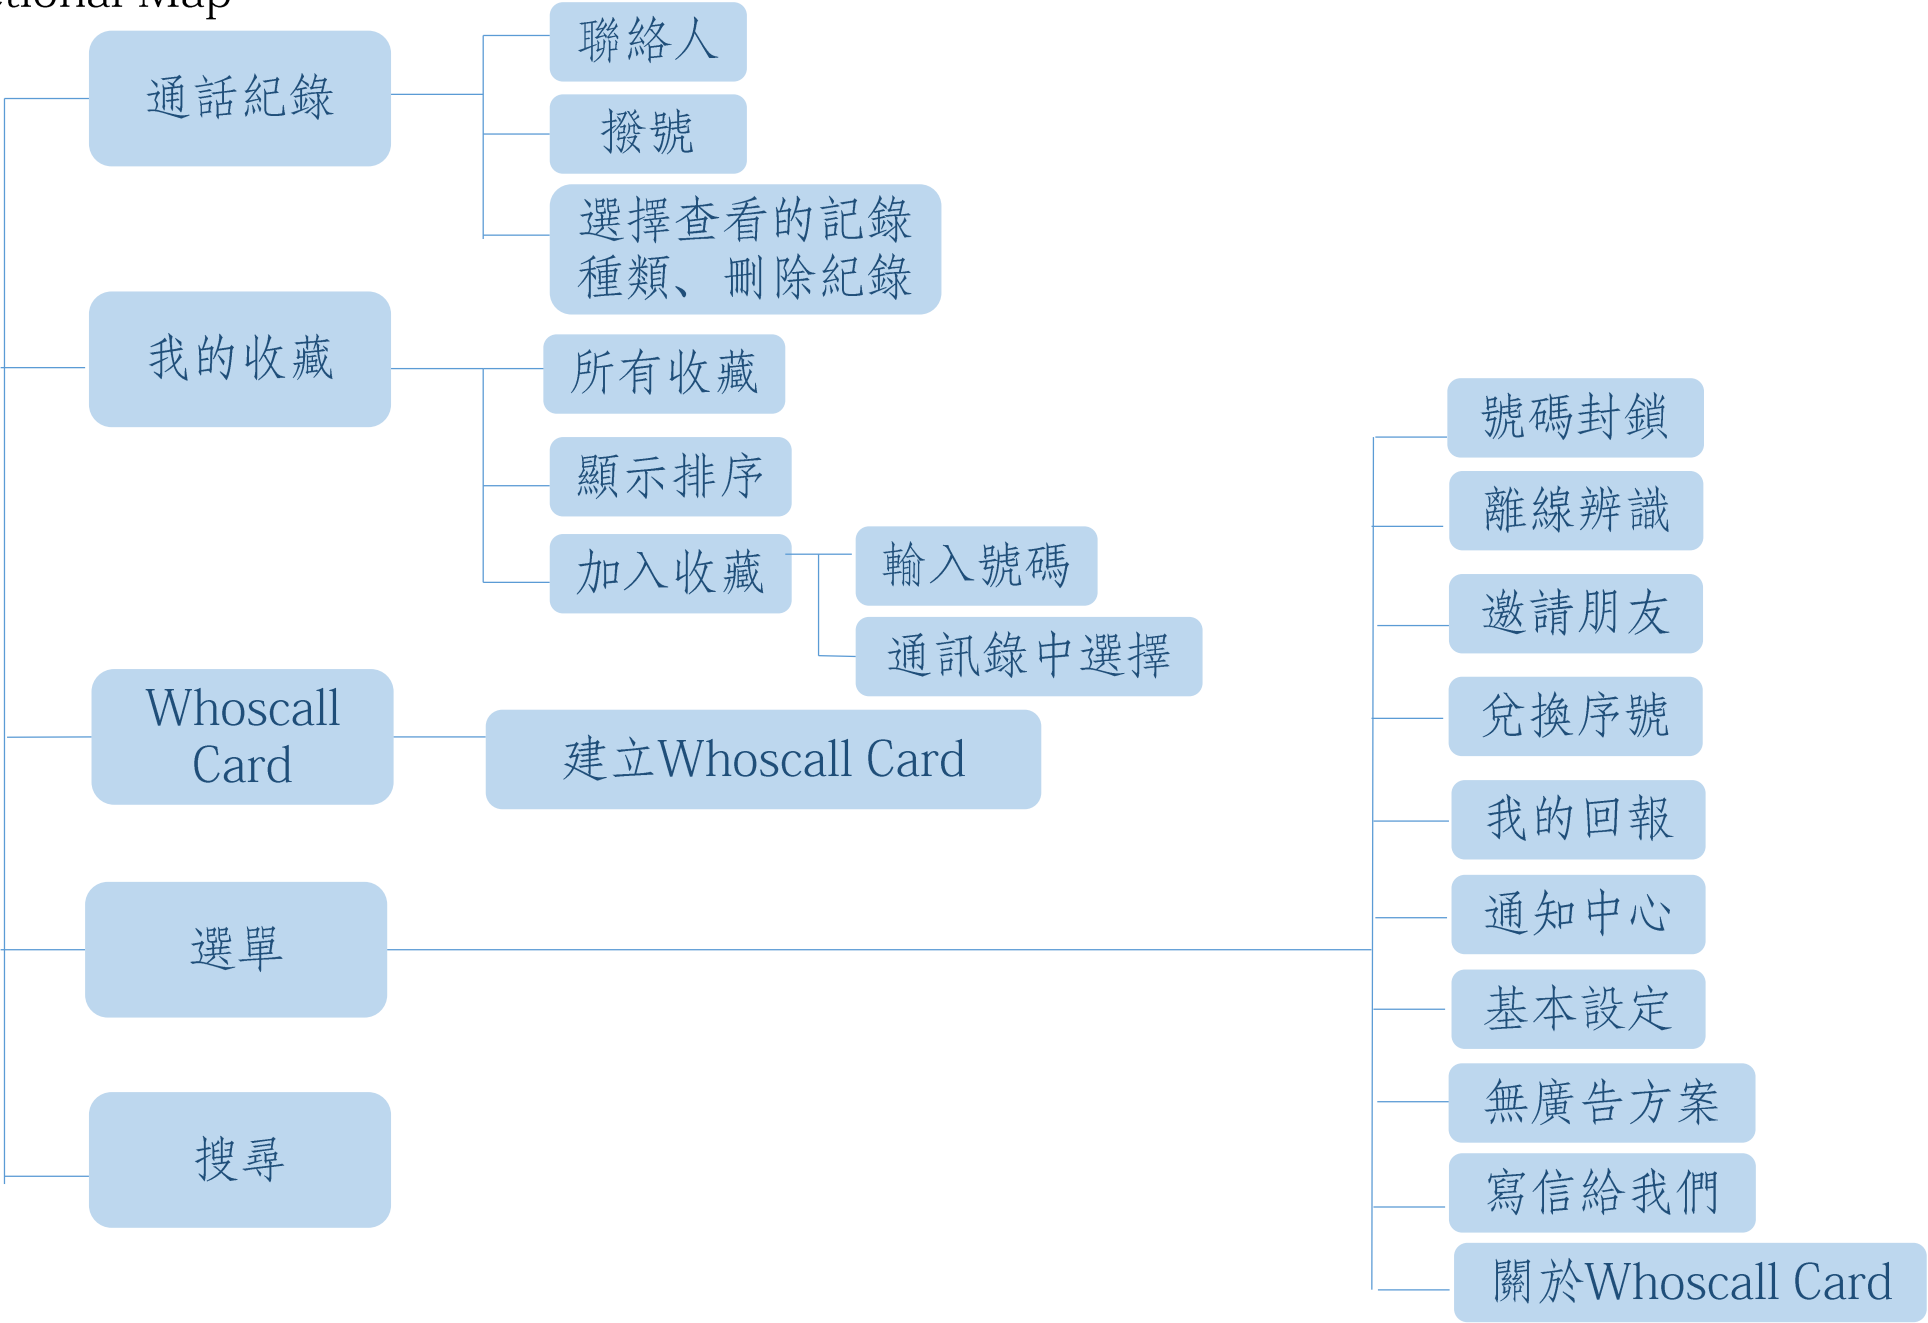 ctional Map
通話紀錄
聯絡人
撥號
選擇查看的記錄
種類、刪除紀錄
我的收藏
所有收藏
顯示排序
加入收藏
輸入號碼
通訊錄中選擇
Whoscall
Card
建立Whoscall Card
選單
號碼封鎖
離線辨識
邀請朋友
兌換序號
我的回報
通知中心
基本設定
無廣告方案
寫信給我們
關於Whoscall Card
搜尋